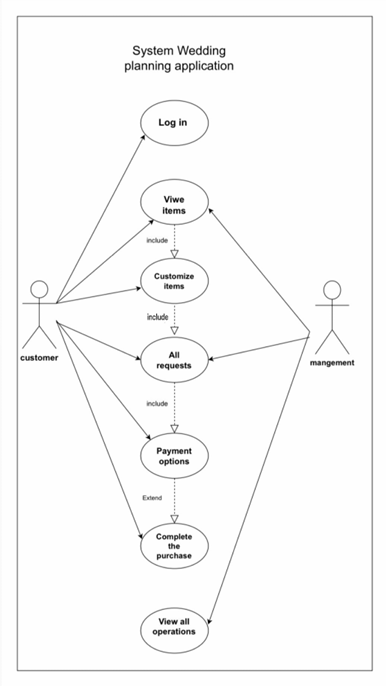 System Wedding
planning application
Log in
Viwe
items
include
Customize
items
include
All
requests
customer
mangement
include
Payment
options
Extend
Complete
the
purchase
View all
operations